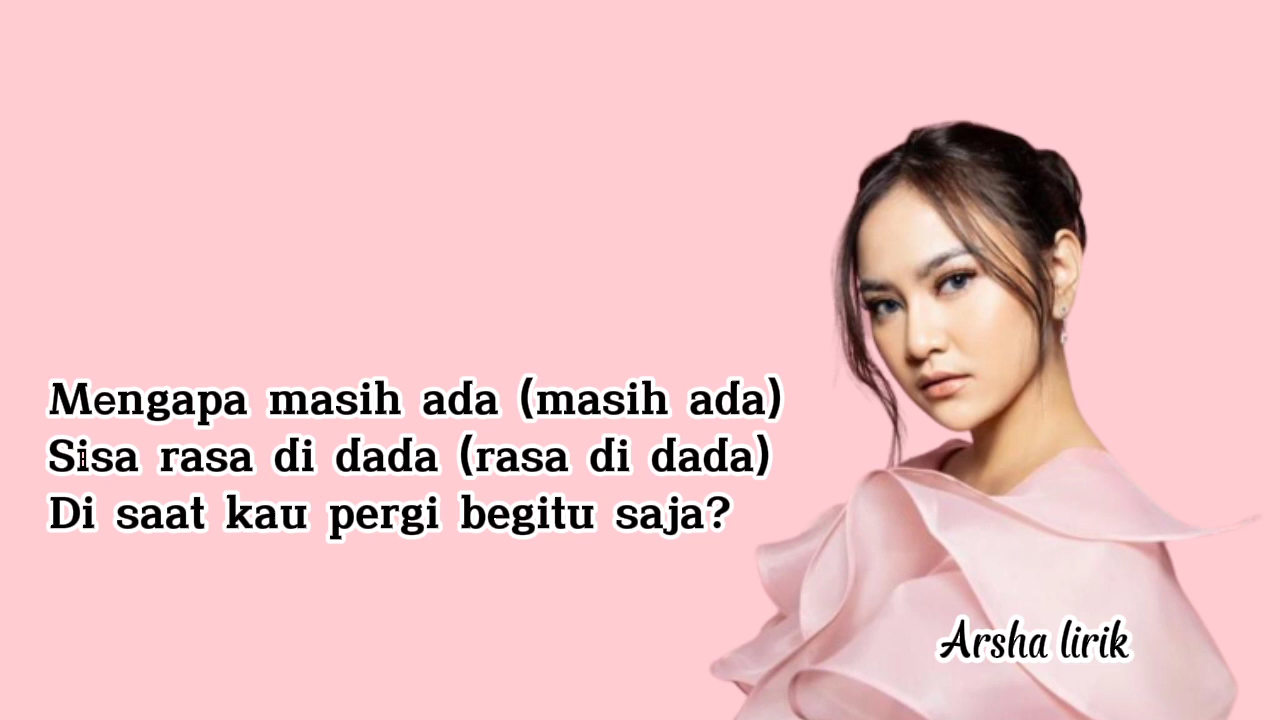 Mengapa masih ada (masih ada)
Sisa rasa di dada (rasa di dada)
Di saat kau pergi begitu saja?
Arsha lirik